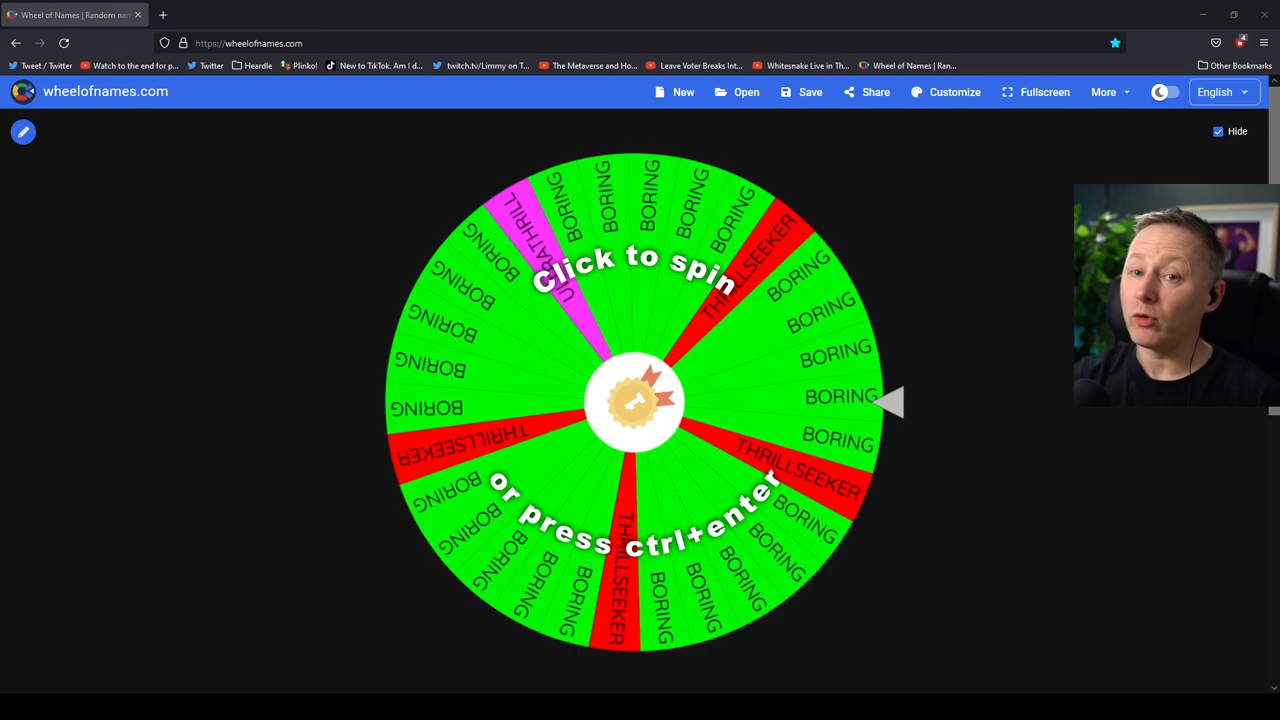 Wheel of Names | Random nam
https://wheelofnames.com
4
Tweet / Twitter
Watch to the end for p...
Twitter
Heardle
Plinko!
New to TikTok. Am I d...
twitch.tv/Limmy on T...
The Metaverse and Ho...
Leave Voter Breaks Int...
Whitesnake Live in Th...
Wheel of Names | Ran...
Other Bookmarks
wheelofnames.com
New
Open
Save
Share
Customize
Fullscreen
More
English
Hide
Click to spin
or press ctrl+enter
BORING
BORING
BORING
BORING
BORING
THRILLSEEKER
BORING
BORING
BORING
BORING
BORING
THRILLSEEKER
BORING
BORING
BORING
BORING
BORING
THRILLSEEKER
BORING
BORING
BORING
BORING
BORING
THRILLSEEKER
BORING
BORING
BORING
BORING
BORING
ULTRATHRILL
1